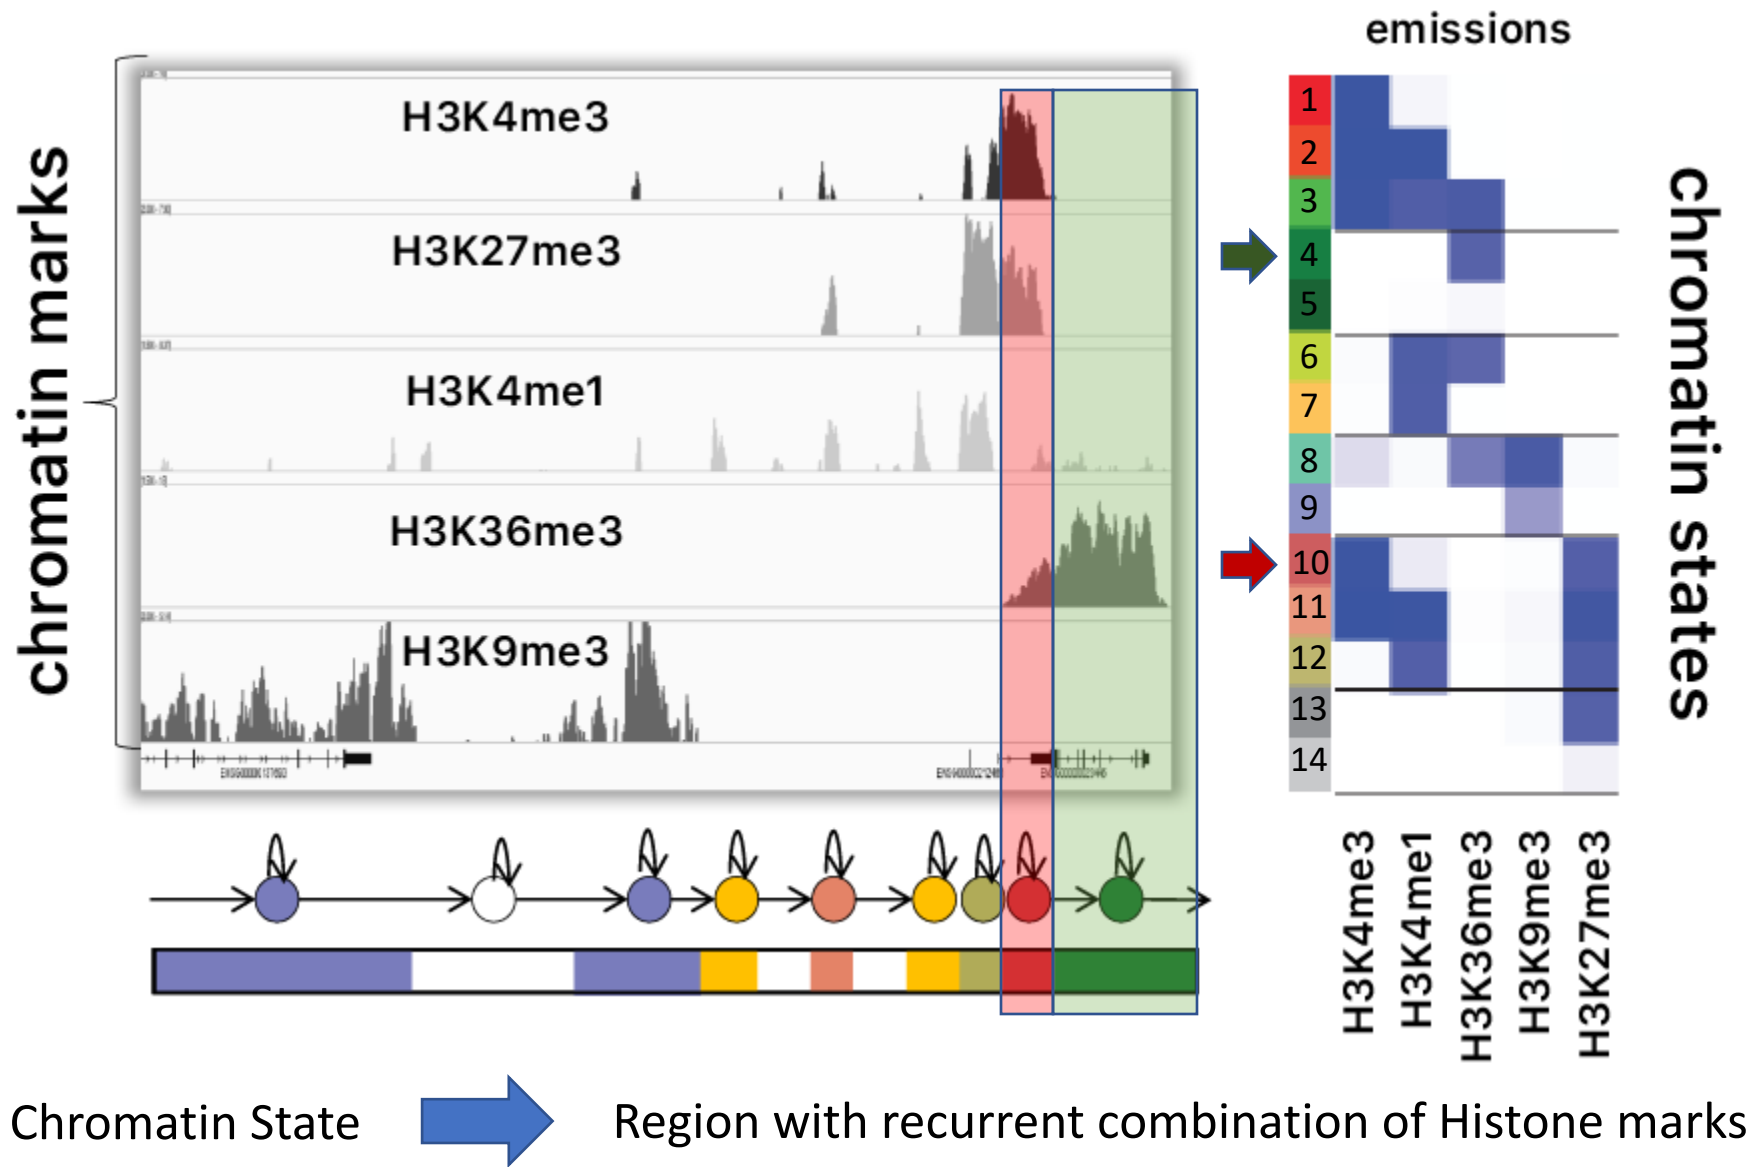 emissions
chromatin marks
H3K4me3
H3K27me3
H3K4me1
H3K36me3
H3K9me3
1
2
3
4
5
6
7
8
9
10
11
12
13
14
chromatin states
H3K4me3
H3K4me1
H3K36me3
H3K9me3
H3K27me3
Chromatin State
Region with recurrent combination of Histone marks